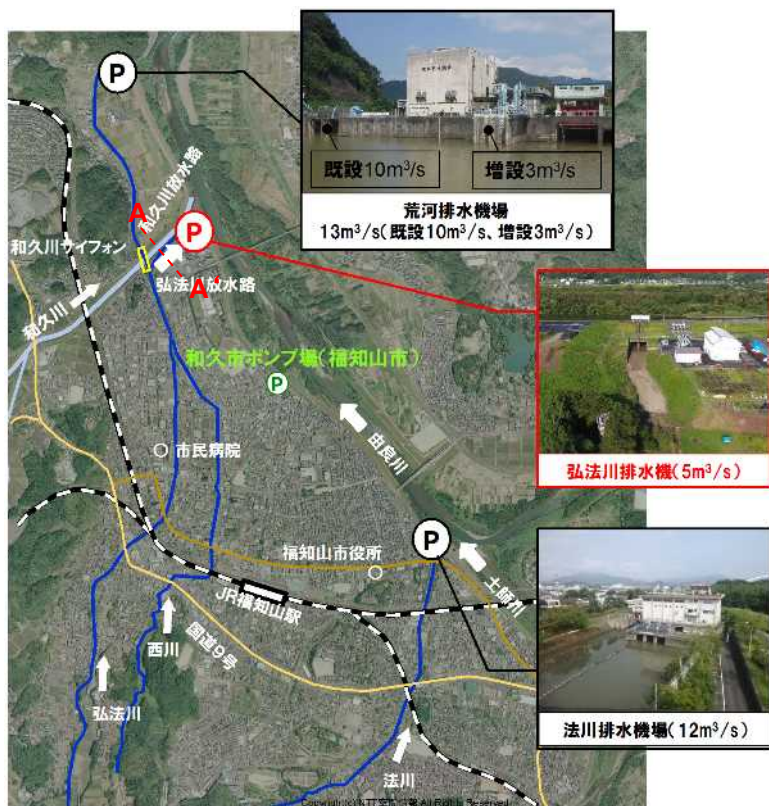 P
既設10m³/s
増設3m³/s
荒河排水機場
13m³/s(既設10m³/s、増設3m³/s)
和久川放水路
A
P
和久川サイフォン
弘法川放水路
A'
和久川
弘法川排水機(5m³/s)
和久市ポンプ場(福知山市)
P
由良川
市民病院
P
福知山市役所
土師川
JR福知山駅
西川
国道9号
弘法川
法川
法川排水機場(12m³/s)